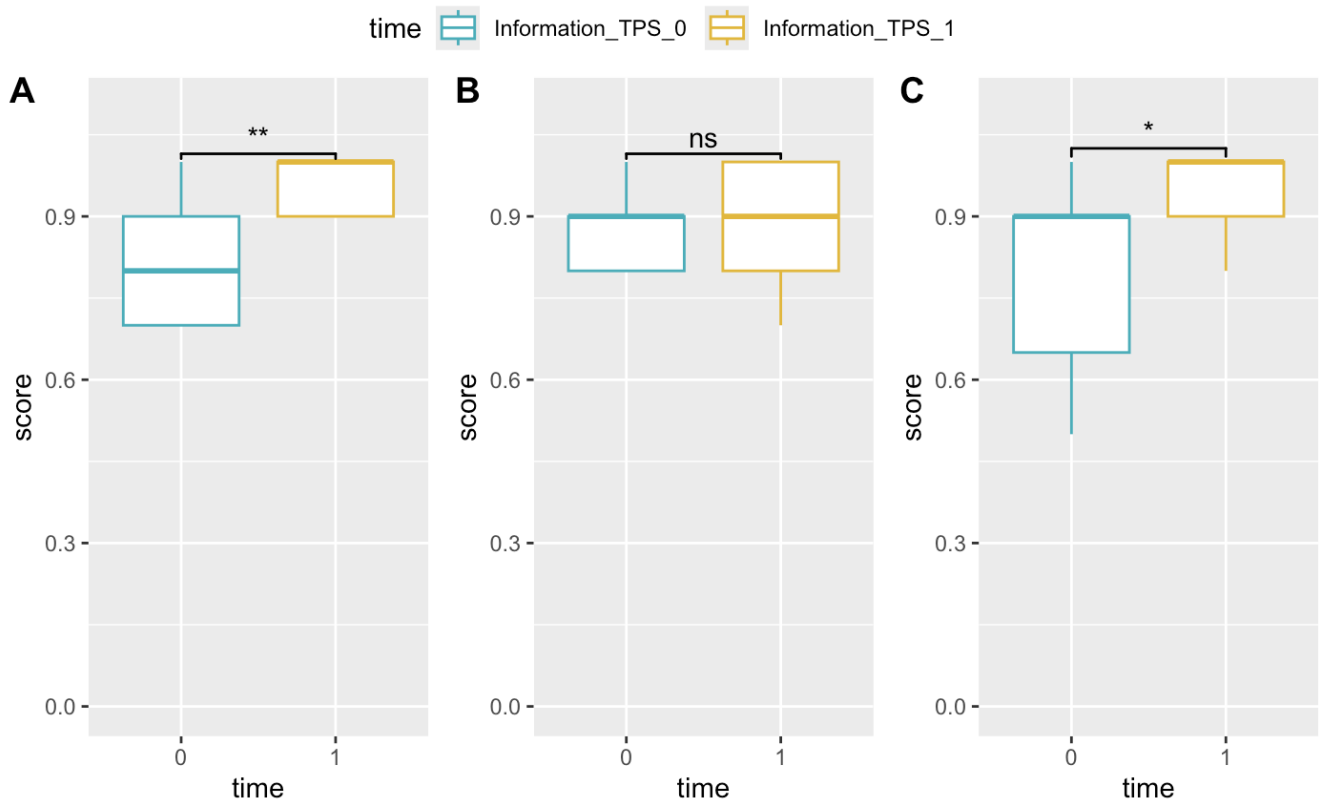 time Information_TPS_0 Information_TPS_1
A B C
** ns *
0.9 0.9 0.9
score score score
0.6 0.6 0.6
0.3 0.3 0.3
0.0 0.0 0.0
0 1 0 1 0 1
time time time